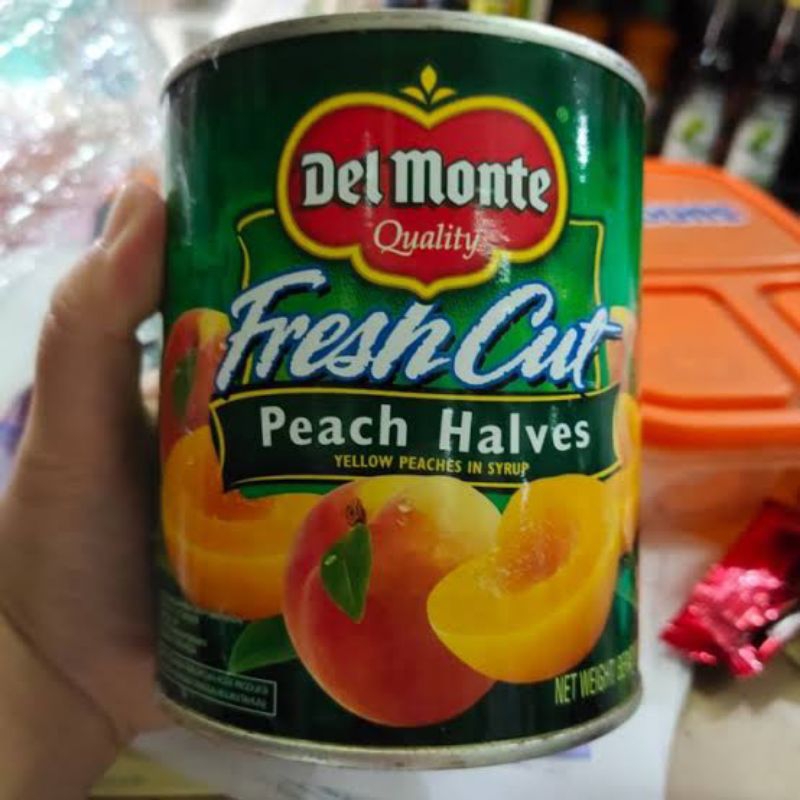 Del Monte
Quality
Fresh Cut
Peach Halves
YELLOW PEACHES IN SYRUP
NET WEIGHT